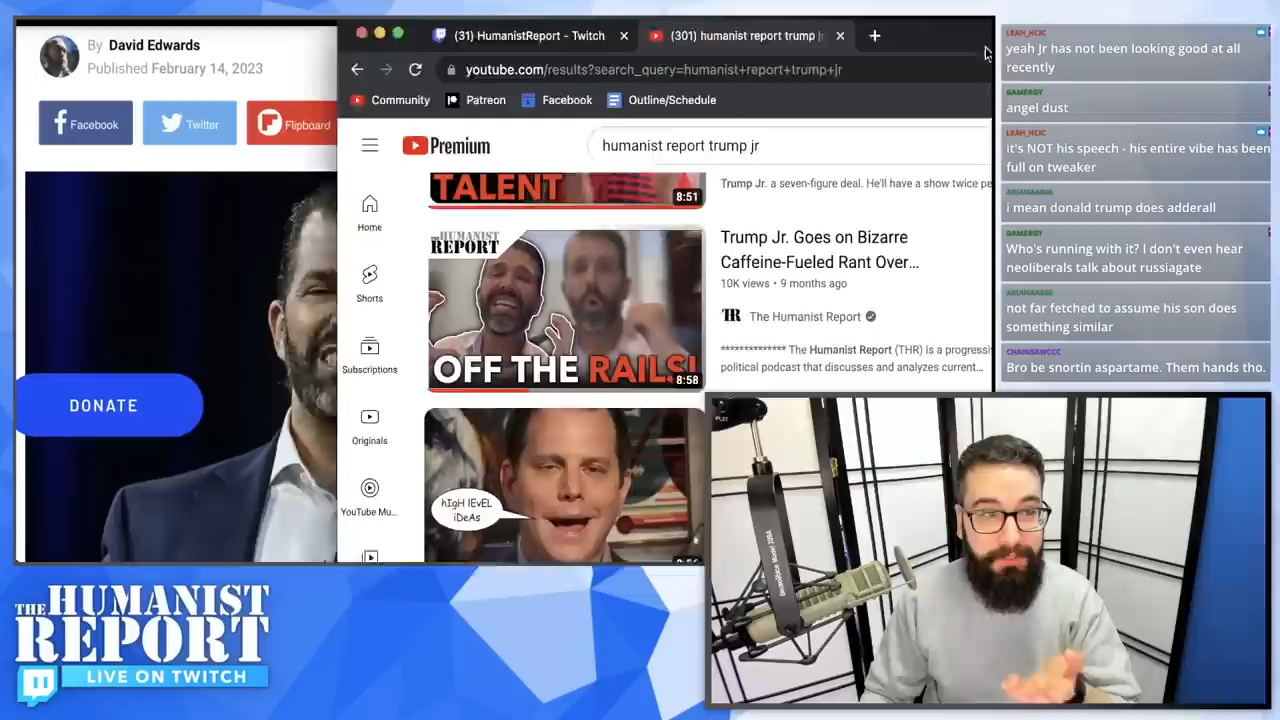 By David Edwards
Published February 14, 2023
Facebook
Twitter
Flipboard
DONATE
(31) HumanistReport - Twitch
(301) humanist report trump jr
youtube.com/results?search_query=humanist+report+trump+jr
Community
Patreon
Facebook
Outline/Schedule
Premium
humanist report trump jr
Home
Shorts
Subscriptions
Originals
YouTube Mu...
TALENT
8:51
Trump Jr. a seven-figure deal. He'll have a show twice pe
THE HUMANIST
REPORT
OFF THE RAILS!
8:58
Trump Jr. Goes on Bizarre
Caffeine-Fueled Rant Over...
10K views • 9 months ago
THR The Humanist Report
************** The Humanist Report (THR) is a progressi
political podcast that discusses and analyzes current...
hIgH lEvEL
iDeAs
LEAH_HCIC
yeah Jr has not been looking good at all
recently
GAMERGY
angel dust
LEAH_HCIC
it's NOT his speech - his entire vibe has been
full on tweaker
i mean donald trump does adderall
GAMERGY
Who's running with it? I don't even hear
neoliberals talk about russiagate
not far fetched to assume his son does
something similar
CHAINSAWCCC
Bro be snortin aspartame. Them hands tho.
THE HUMANIST
REPORT
LIVE ON TWITCH